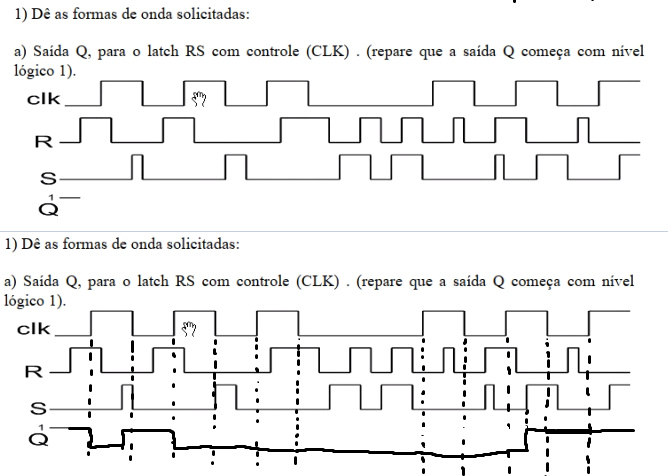 1) Dê as formas de onda solicitadas:
a) Saída Q, para o latch RS com controle (CLK) . (repare que a saída Q começa com nível
lógico 1).
clk
R
S
1
Q
1) Dê as formas de onda solicitadas:
a) Saída Q, para o latch RS com controle (CLK) . (repare que a saída Q começa com nível
lógico 1).
clk
R
S
1
Q